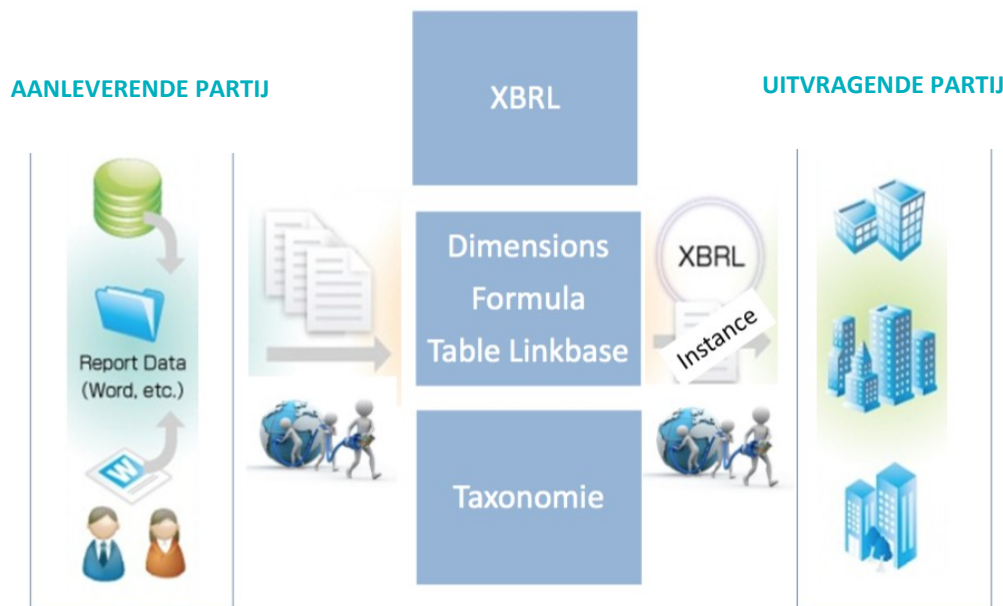 AANLEVERENDE PARTIJ
Report Data
(Word, etc.)
W
XBRL
Dimensions
Formula
Table Linkbase
Taxonomie
XBRL
Instance
UITVRAGENDE PARTIJ